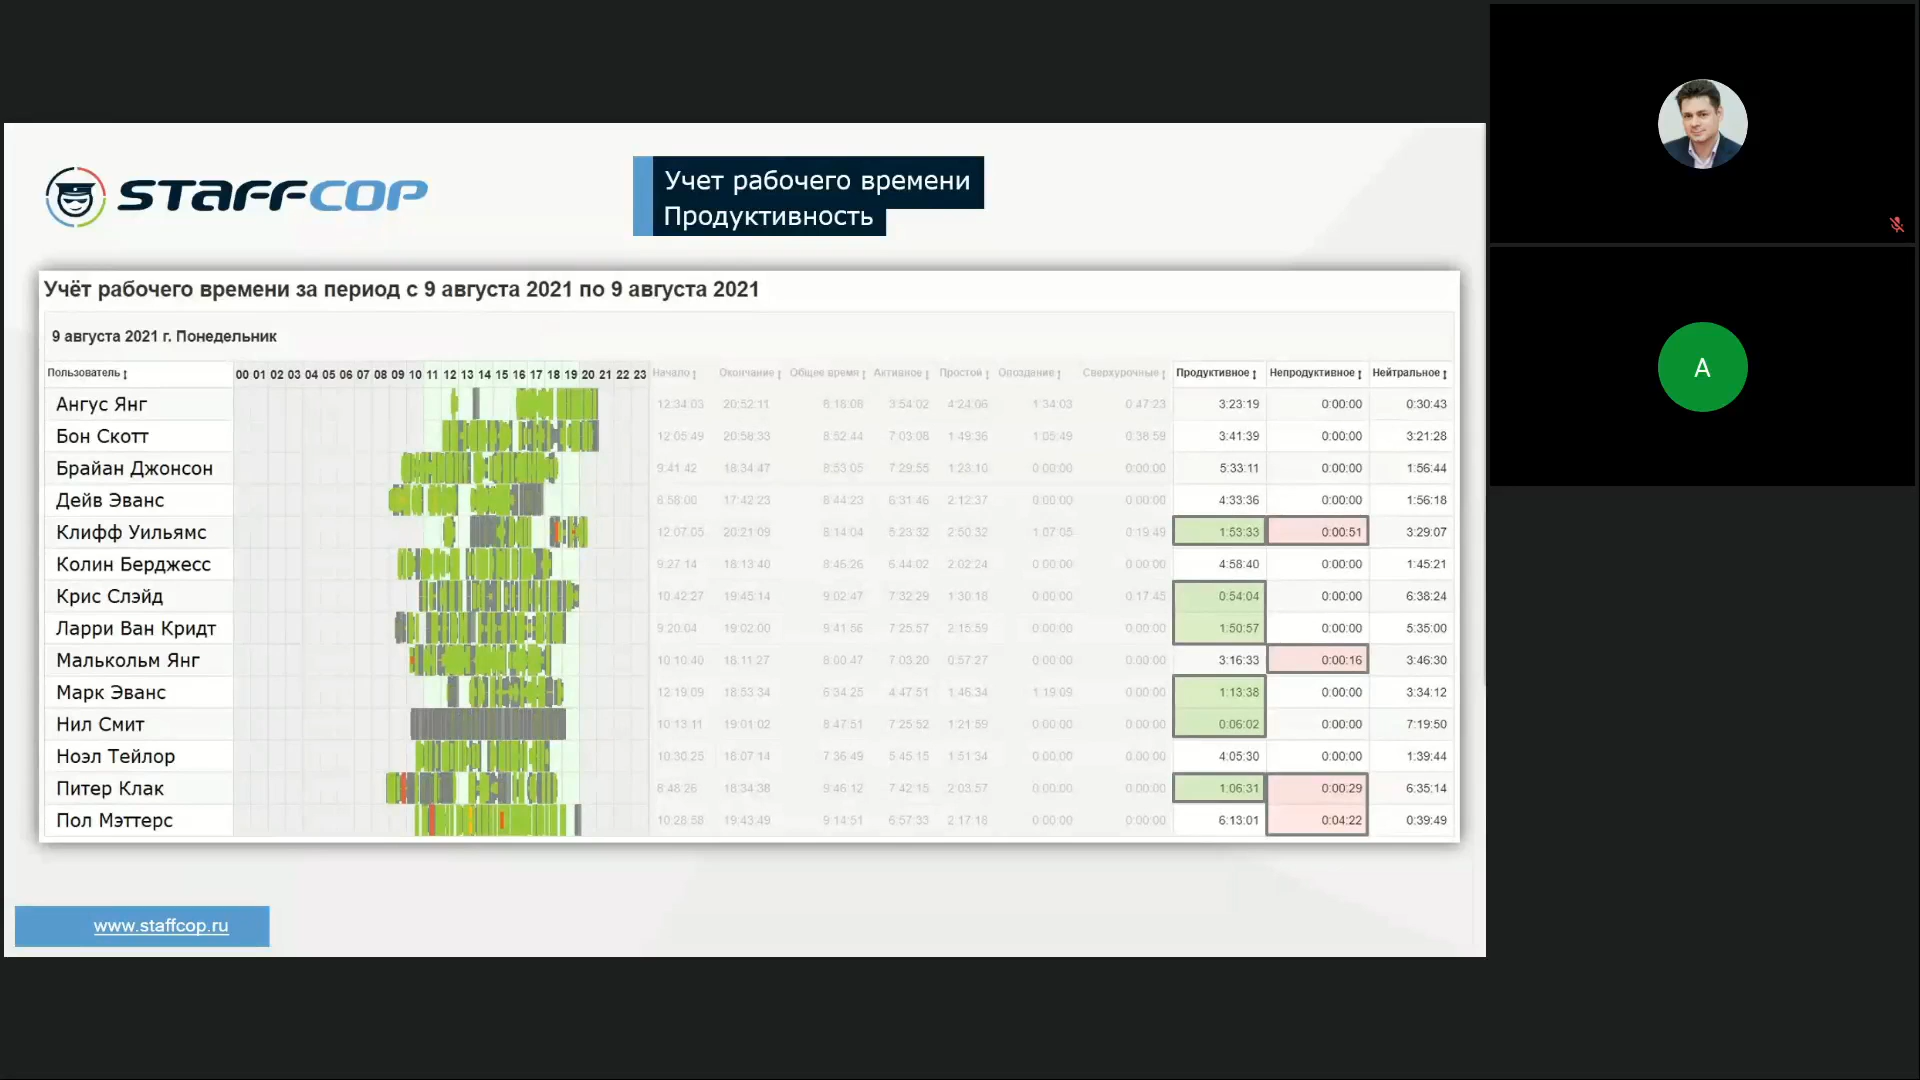 STAFFCOP
Учет рабочего времени
Продуктивность
Учёт рабочего времени за период с 9 августа 2021 по 9 августа 2021
9 августа 2021 г. Понедельник
Пользователь 00 01 02 03 04 05 06 07 08 09 10 11 12 13 14 15 16 17 18 19 20 21 22 23 Начало Окончание Общее время Активное Простой Опоздание Сверхурочные Продуктивное Непродуктивное Нейтральное
Ангус Янг 12:34:03 20:52:11 8:18:08 3:54:02 4:24:06 1:34:03 0:47:23 3:23:19 0:00:00 0:30:43
Бон Скотт 12:05:49 20:58:33 8:52:44 7:03:08 1:49:36 1:05:49 0:38:58 3:41:39 0:00:00 3:21:28
Брайан Джонсон 9:41:42 18:34:47 8:53:05 7:29:55 1:23:10 0:00:00 0:00:00 5:33:11 0:00:00 1:56:44
Дейв Эванс 8:58:00 17:42:23 8:44:23 6:31:46 2:12:37 0:00:00 0:00:00 4:33:36 0:00:00 1:56:18
Клифф Уильямс 12:07:05 20:21:09 8:14:04 5:23:32 2:50:32 1:07:05 0:19:49 1:53:33 0:00:51 3:29:07
Колин Берджесс 9:27:14 18:13:40 8:46:26 6:44:02 2:02:24 0:00:00 0:00:00 4:58:40 0:00:00 1:45:21
Крис Слэйд 10:42:27 19:45:14 9:02:47 7:32:29 1:30:18 0:00:00 0:17:45 0:54:04 0:00:00 6:38:24
Ларри Ван Кридт 9:20:04 19:02:00 9:41:56 7:25:57 2:15:59 0:00:00 0:00:00 1:50:57 0:00:00 5:35:00
Малькольм Янг 10:10:40 18:11:27 8:00:47 7:03:20 0:57:27 0:00:00 0:00:00 3:16:33 0:00:16 3:46:30
Марк Эванс 12:19:09 18:53:34 6:34:25 4:47:51 1:46:34 1:19:09 0:00:00 1:13:38 0:00:00 3:34:12
Нил Смит 10:13:11 19:01:02 8:47:51 7:25:52 1:21:59 0:00:00 0:00:00 0:06:02 0:00:00 7:19:50
Ноэл Тейлор 10:30:25 18:07:14 7:36:49 5:45:15 1:51:34 0:00:00 0:00:00 4:05:30 0:00:00 1:39:44
Питер Клак 8:48:26 18:34:38 9:46:12 7:42:15 2:03:57 0:00:00 0:00:00 1:06:31 0:00:29 6:35:14
Пол Мэттерс 10:28:58 19:43:49 9:14:51 6:57:33 2:17:18 0:00:00 0:00:00 6:13:01 0:04:22 0:39:49
www.staffcop.ru
A